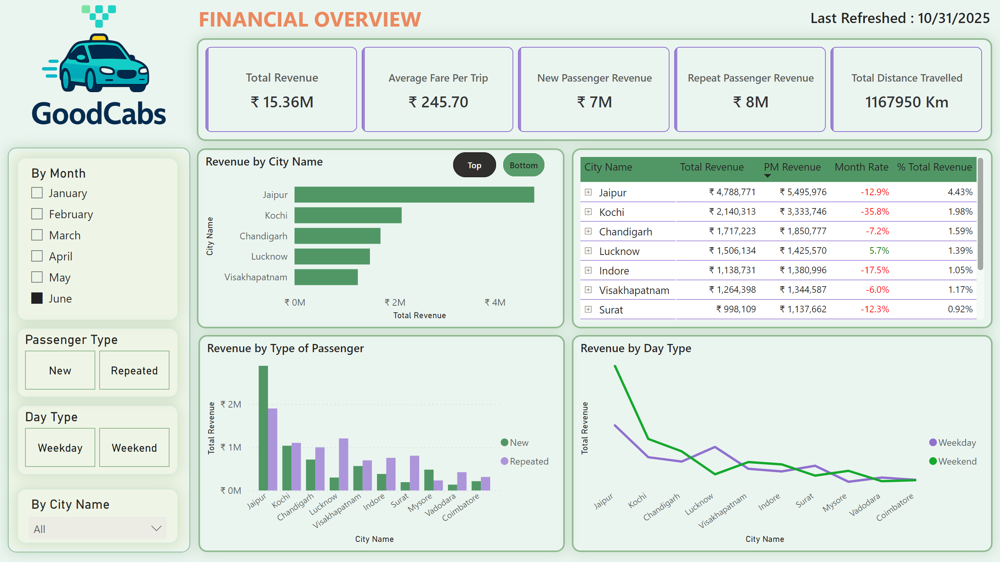 FINANCIAL OVERVIEW
Last Refreshed : 10/31/2025
GoodCabs
Total Revenue
₹ 15.36M
Average Fare Per Trip
₹ 245.70
New Passenger Revenue
₹ 7M
Repeat Passenger Revenue
₹ 8M
Total Distance Travelled
1167950 Km
By Month
January
February
March
April
May
June
Passenger Type
New Repeated
Day Type
Weekday Weekend
By City Name
All
Revenue by City Name
Top Bottom
City Name
Jaipur
Kochi
Chandigarh
Lucknow
Visakhapatnam
₹ 0M ₹ 2M ₹ 4M
Total Revenue
City Name Total Revenue PM Revenue Month Rate % Total Revenue
Jaipur ₹ 4,788,771 ₹ 5,495,976 -12.9% 4.43%
Kochi ₹ 2,140,313 ₹ 3,333,746 -35.8% 1.98%
Chandigarh ₹ 1,717,223 ₹ 1,850,777 -7.2% 1.59%
Lucknow ₹ 1,506,134 ₹ 1,425,570 5.7% 1.39%
Indore ₹ 1,138,731 ₹ 1,380,996 -17.5% 1.05%
Visakhapatnam ₹ 1,264,398 ₹ 1,344,587 -6.0% 1.17%
Surat ₹ 998,109 ₹ 1,137,662 -12.3% 0.92%
Revenue by Type of Passenger
Total Revenue
₹ 2M
₹ 1M
₹ 0M
Jaipur Kochi Chandigarh Lucknow Visakhapatnam Indore Surat Mysore Vadodara Coimbatore
City Name
New
Repeated
Revenue by Day Type
Total Revenue
Jaipur Kochi Chandigarh Lucknow Visakhapatnam Indore Surat Mysore Vadodara Coimbatore
City Name
Weekday
Weekend